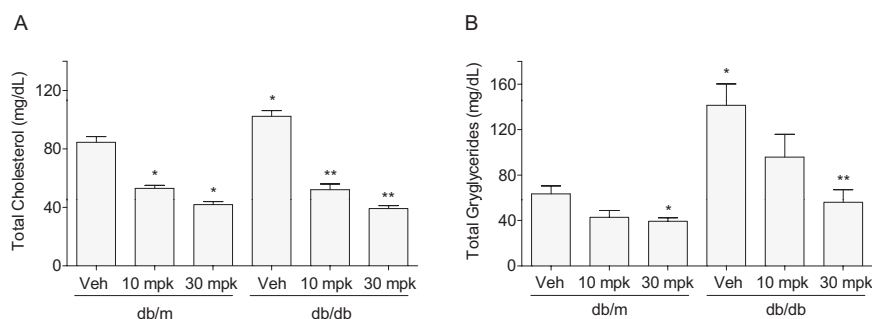 A
Total Cholesterol (mg/dL)
120
80
40
0
*
*
*
**
**
Veh 10 mpk 30 mpk Veh 10 mpk 30 mpk
db/m db/db
B
Total Gryglycerides (mg/dL)
160
120
80
40
0
*
*
**
Veh 10 mpk 30 mpk Veh 10 mpk 30 mpk
db/m db/db